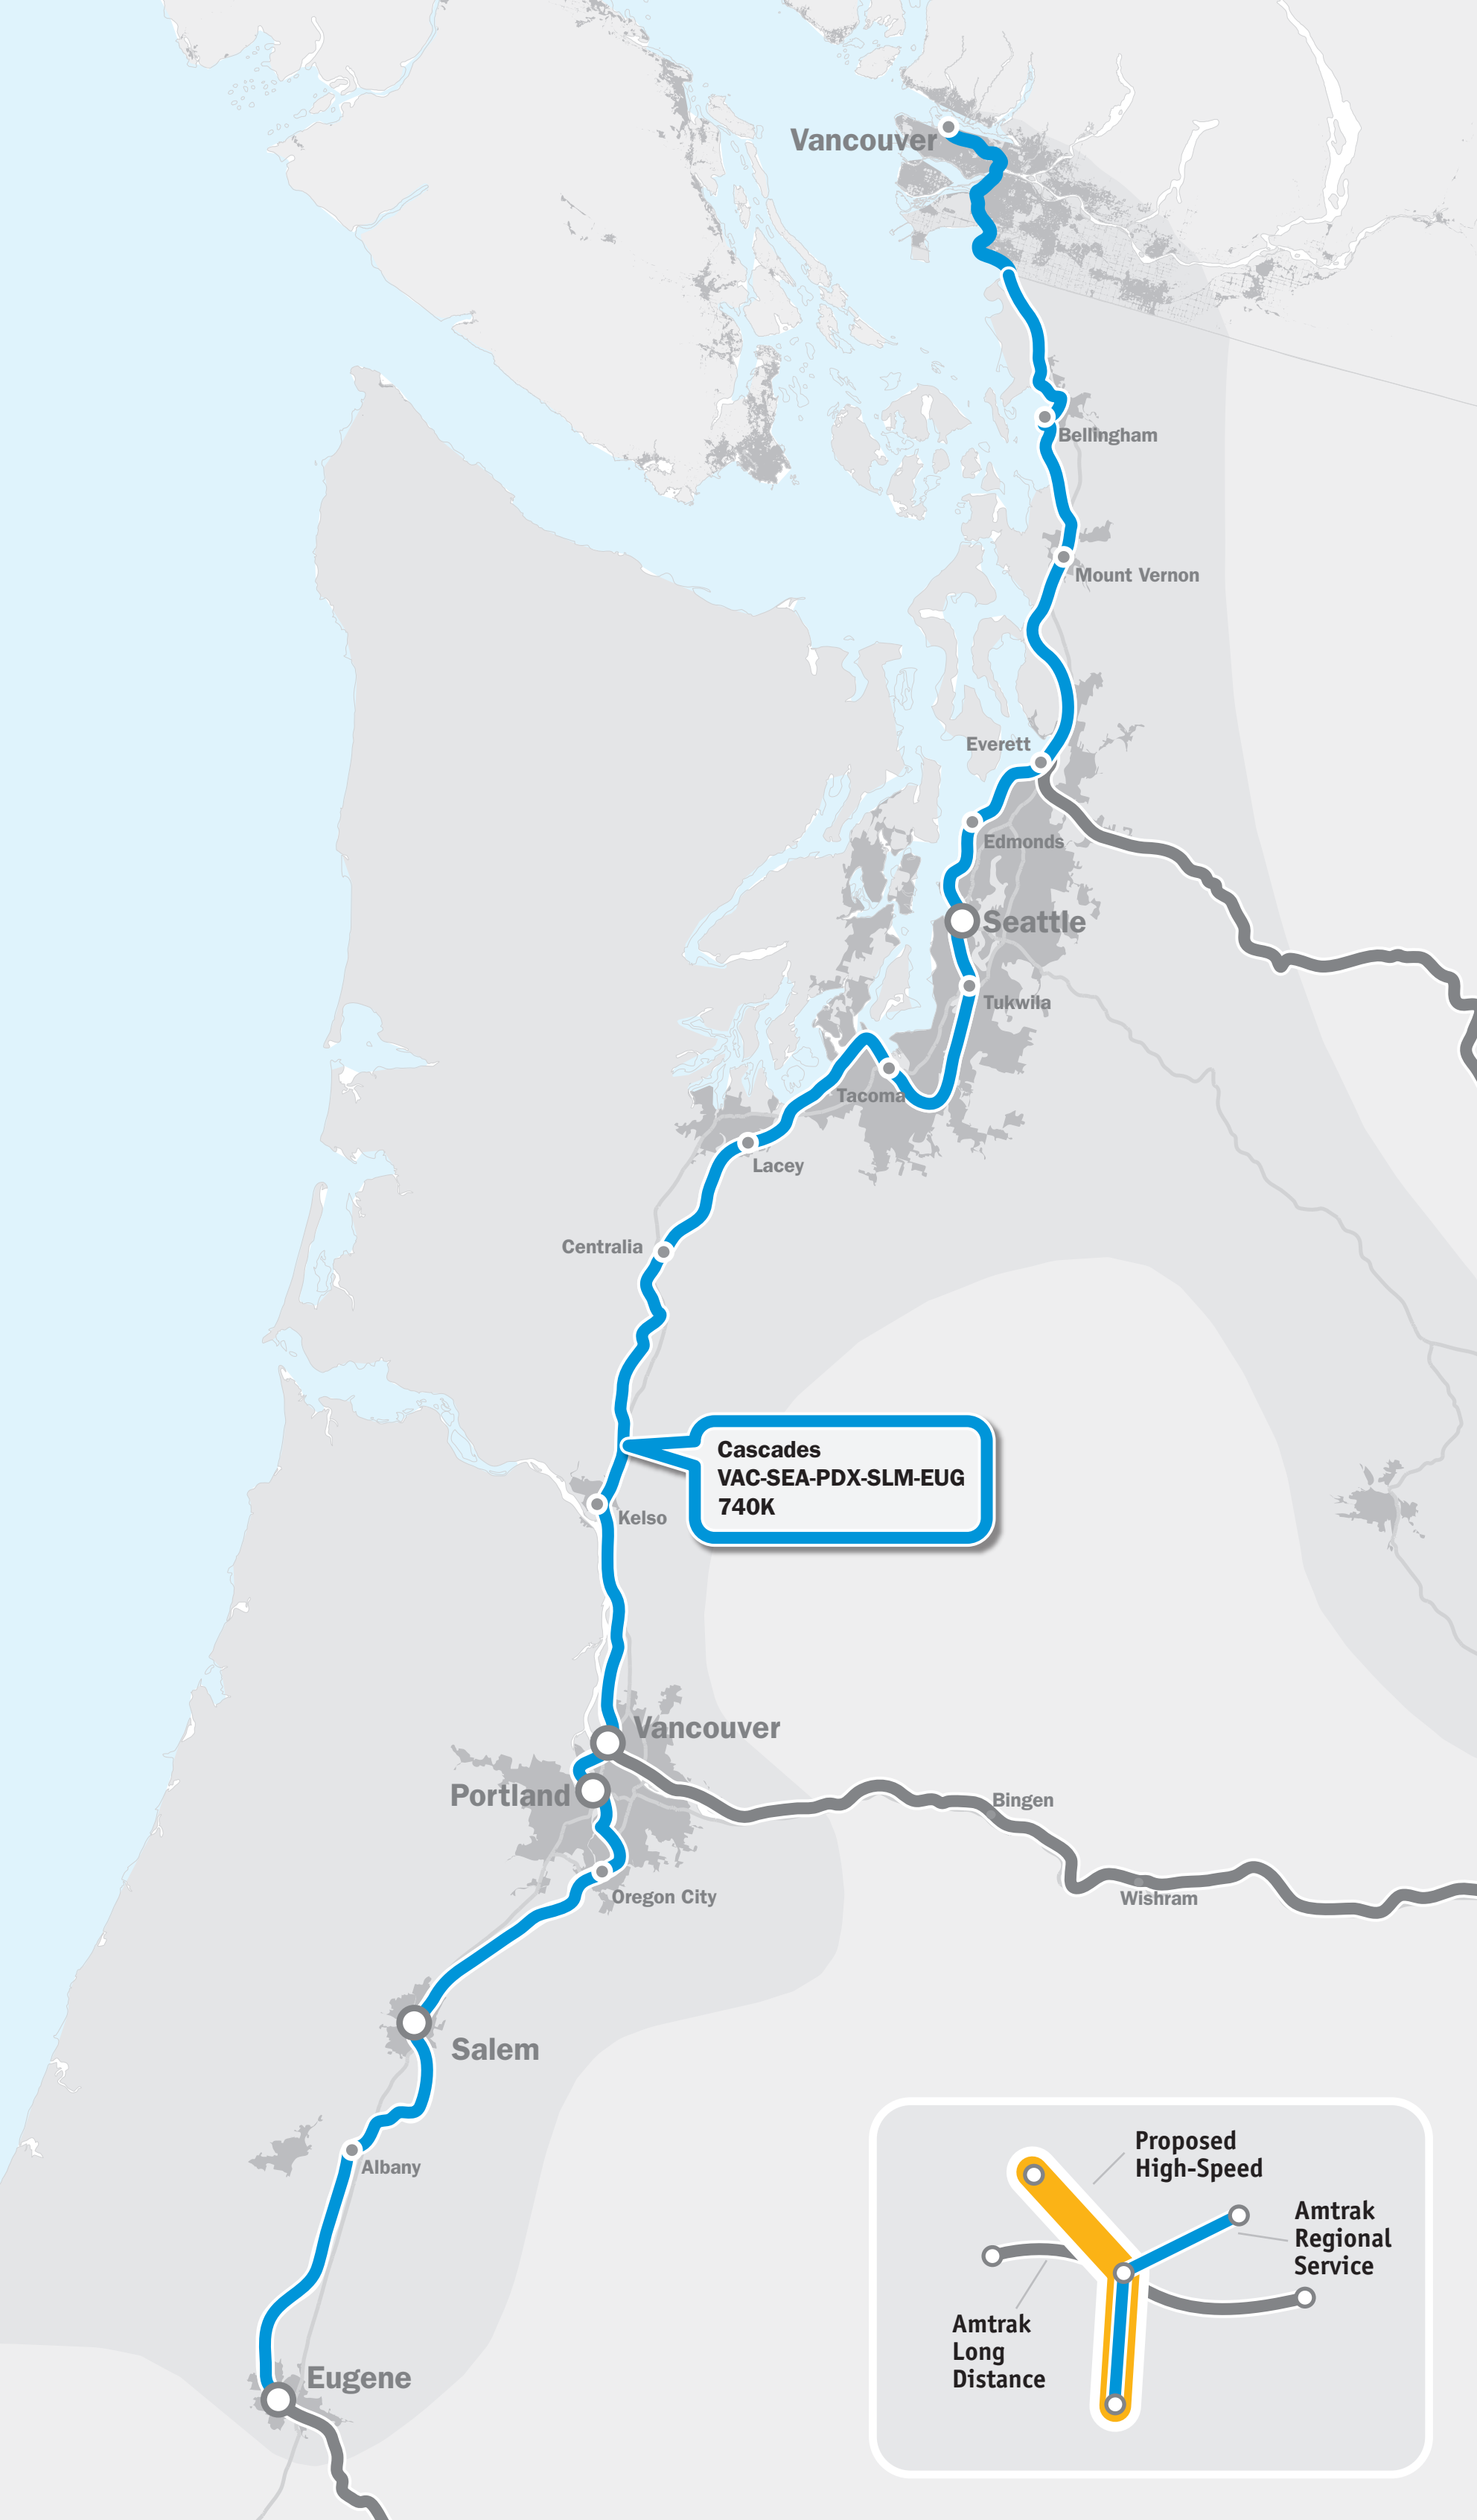 Vancouver
Bellingham
Mount Vernon
Everett
Edmonds
Seattle
Tukwila
Tacoma
Lacey
Centralia
Cascades
VAC-SEA-PDX-SLM-EUG
740K
Kelso
Vancouver
Portland
Bingen
Oregon City
Wishram
Salem
Albany
Eugene
Proposed
High-Speed
Amtrak
Regional
Service
Amtrak
Long
Distance